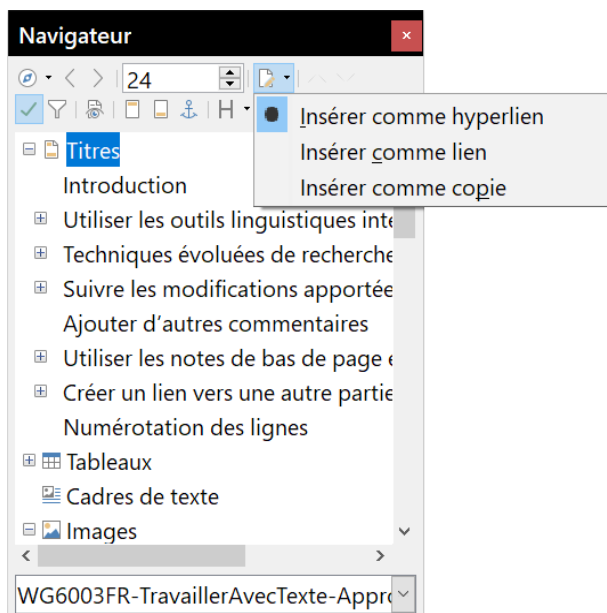 Navigateur
24
H
Insérer comme hyperlien
Insérer comme lien
Insérer comme copie
Titres
Introduction
Utiliser les outils linguistiques inté
Techniques évoluées de recherche
Suivre les modifications apportée
Ajouter d’autres commentaires
Utiliser les notes de bas de page e
Créer un lien vers une autre partie
Numérotation des lignes
Tableaux
Cadres de texte
Images
WG6003FR-TravaillerAvecTexte-Appro